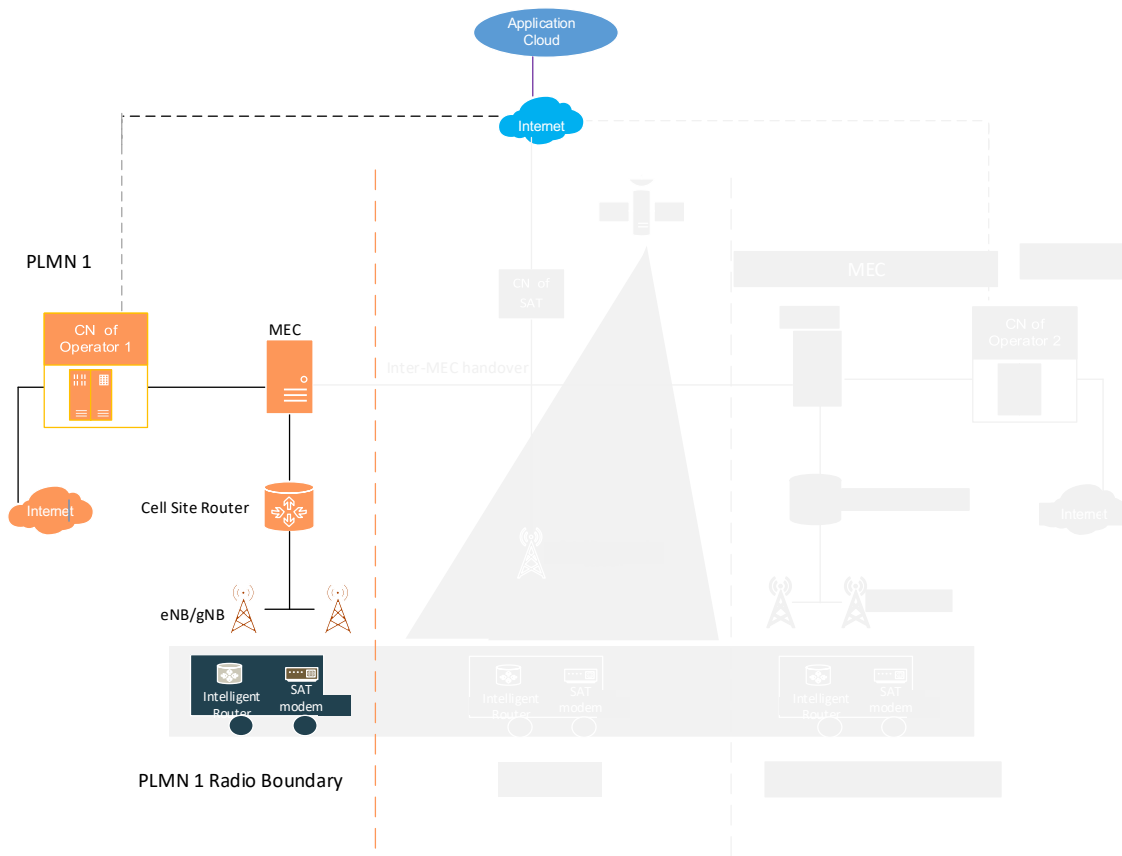 Application
Cloud
Internet
PLMN 1
MEC
CN of
SAT
CN of
Operator 1
MEC
CN of
Operator 2
Inter-MEC handover
Internet
Cell Site Router
Internet
eNB/gNB
Intelligent
Router
SAT
modem
Intelligent
Router
SAT
modem
Intelligent
Router
SAT
modem
PLMN 1 Radio Boundary